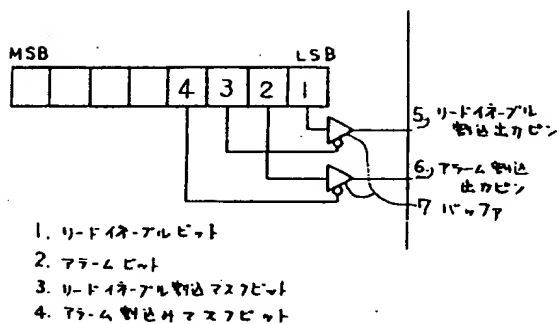 MSB
LSB
4 3 2 1
5, リードイネーブル
割込出力ピン
6, アラーム割込
出力ピン
7 バッファ
1. リードイネーブルビット
2. アラームビット
3. リードイネーブル割込マスクビット
4. アラーム割込みマスクビット